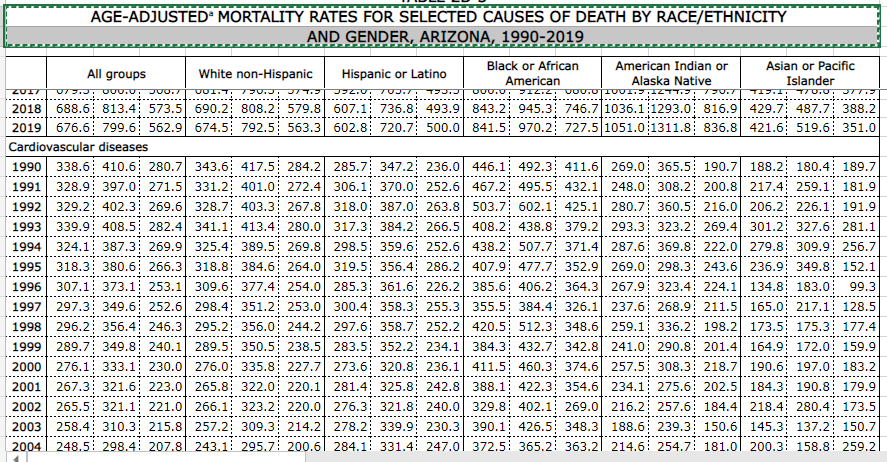 AGE-ADJUSTEDª MORTALITY RATES FOR SELECTED CAUSES OF DEATH BY RACE/ETHNICITY
AND GENDER, ARIZONA, 1990-2019
All groups White non-Hispanic Hispanic or Latino Black or African American American Indian or Alaska Native Asian or Pacific Islander
2018 688.6 813.4 573.5 690.2 808.2 579.8 607.1 736.8 493.9 843.2 945.3 746.7 1036.1 1293.0 816.9 429.7 487.7 388.2
2019 676.6 799.6 562.9 674.5 792.5 563.3 602.8 720.7 500.0 841.5 970.2 727.5 1051.0 1311.8 836.8 421.6 519.6 351.0
Cardiovascular diseases
1990 338.6 410.6 280.7 343.6 417.5 284.2 285.7 347.2 236.0 446.1 492.3 411.6 269.0 365.5 190.7 188.2 180.4 189.7
1991 328.9 397.0 271.5 331.2 401.0 272.4 306.1 370.0 252.6 467.2 495.5 432.1 248.0 308.2 200.8 217.4 259.1 181.9
1992 329.2 402.3 269.6 328.7 403.3 267.8 318.0 387.0 263.8 503.7 602.1 425.1 280.7 360.5 216.0 206.2 226.1 191.9
1993 339.9 408.5 282.4 341.1 413.4 280.0 317.3 384.2 266.5 408.2 438.8 379.2 293.3 323.2 269.4 301.2 327.6 281.1
1994 324.1 387.3 269.9 325.4 389.5 269.8 298.5 359.6 252.6 438.2 507.7 371.4 287.6 369.8 222.0 279.8 309.9 256.7
1995 318.3 380.6 266.3 318.8 384.6 264.0 319.5 356.4 286.2 407.9 477.7 352.9 269.0 298.3 243.6 236.9 349.8 152.1
1996 307.1 373.1 253.1 309.6 377.4 254.0 285.3 361.6 226.2 385.6 406.2 364.3 267.9 323.4 224.1 134.8 183.0 99.3
1997 297.3 349.6 252.6 298.4 351.2 253.0 300.4 358.3 255.3 355.5 384.4 326.1 237.6 268.9 211.5 165.0 217.1 128.5
1998 296.2 356.4 246.3 295.2 356.0 244.2 297.6 358.7 252.2 420.5 512.3 348.6 259.1 336.2 198.2 173.5 175.3 177.4
1999 289.7 349.8 240.1 289.5 350.5 238.5 283.5 352.2 234.1 384.3 432.7 342.8 241.0 290.8 201.4 164.9 172.0 159.9
2000 276.1 333.1 230.0 276.0 335.8 227.7 273.6 320.8 236.1 411.5 460.3 374.6 257.5 308.3 218.7 190.6 197.0 183.2
2001 267.3 321.6 223.0 265.8 322.0 220.1 281.4 325.8 242.8 388.1 422.3 354.6 234.1 275.6 202.5 184.3 190.8 179.9
2002 265.5 321.1 221.0 266.1 323.2 220.0 276.3 321.8 240.0 329.8 402.1 269.0 216.2 257.6 184.4 218.4 280.4 173.5
2003 258.4 310.3 215.8 257.2 309.3 214.2 278.2 339.9 230.3 390.1 426.5 348.3 188.6 239.3 150.6 145.3 137.2 150.7
2004 248.5 298.4 207.8 243.1 295.7 200.6 284.1 331.4 247.0 372.5 365.2 363.2 214.6 254.7 181.0 200.3 158.8 259.2